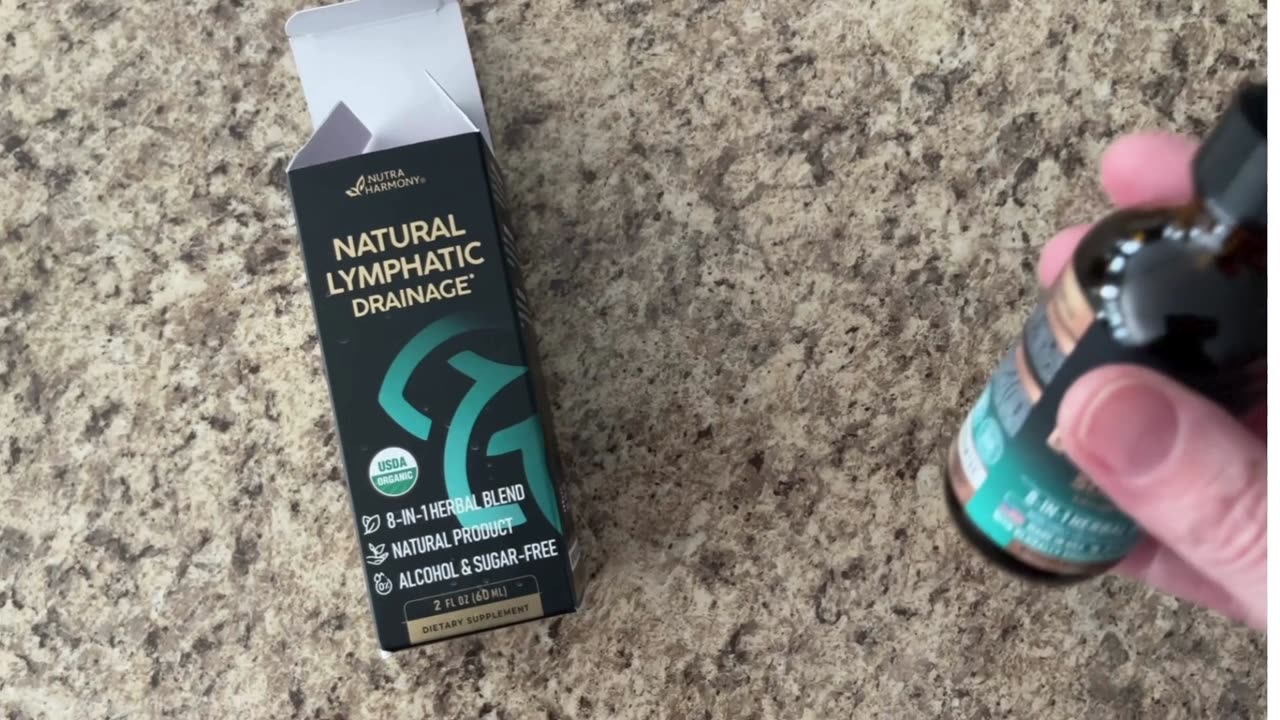 NUTRA
HARMONY®
NATURAL
LYMPHATIC
DRAINAGE*
USDA
ORGANIC
8-IN-1 HERBAL BLEND
NATURAL PRODUCT
0%
ALCOHOL & SUGAR-FREE
2 FL OZ (60 ML)
DIETARY SUPPLEMENT
8-IN-1 HERBAL